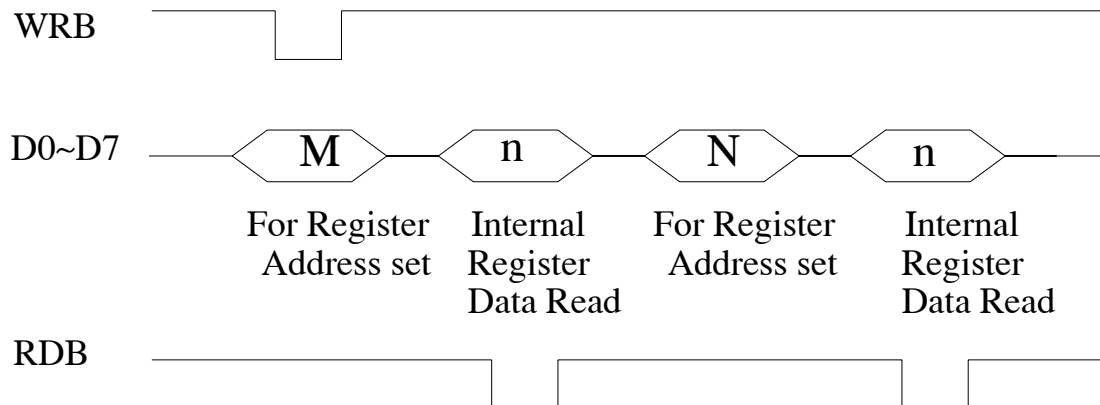 WRB
D0~D7
M
n
N
n
For Register
Address set
Internal
Register
Data Read
For Register
Address set
Internal
Register
Data Read
RDB